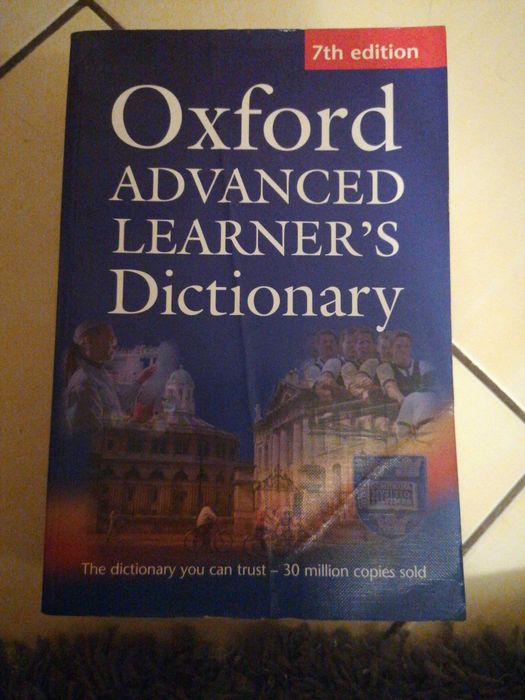 7th edition
Oxford
ADVANCED
LEARNER'S
Dictionary
The dictionary you can trust – 30 million copies sold